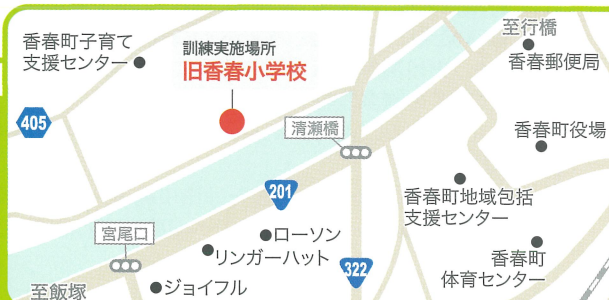 香春町子育て
支援センター
訓練実施場所
旧香春小学校
至行橋
香春郵便局
405
清瀬橋
香春町役場
201
香春町地域包括
支援センター
宮尾口
ローソン
リンガーハット
322
香春町
体育センター
至飯塚
ジョイフル